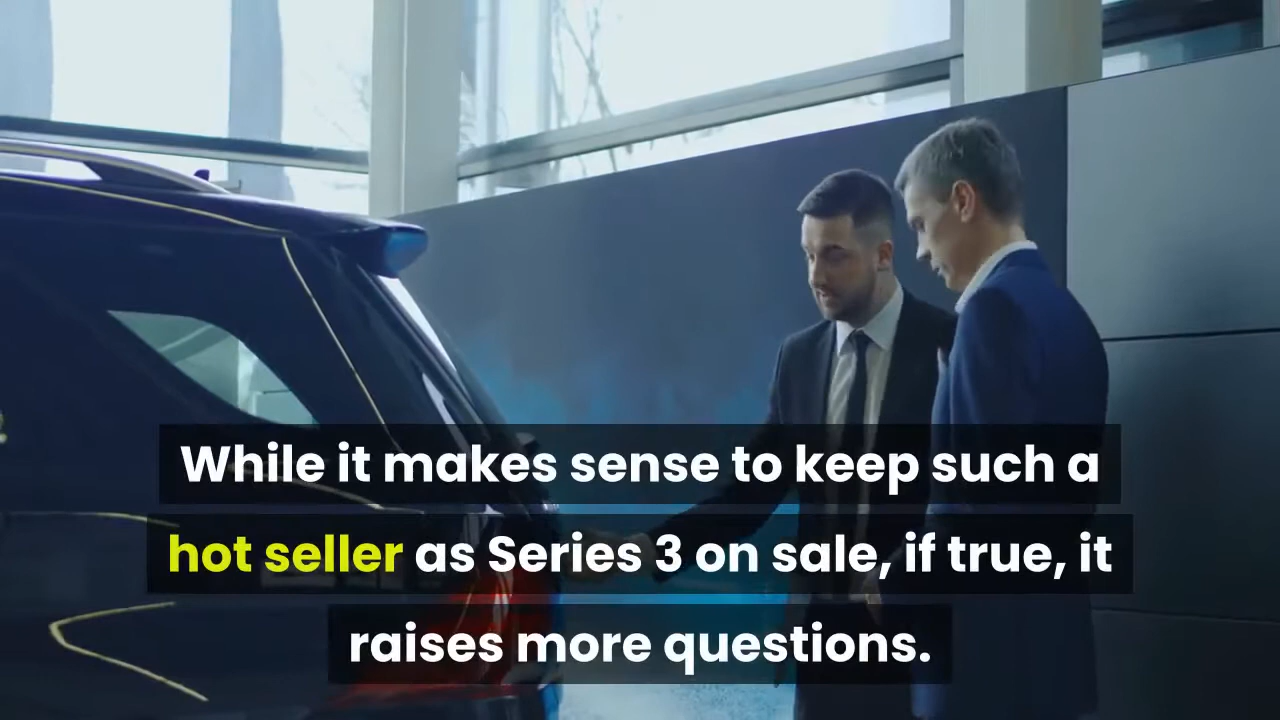 While it makes sense to keep such a
hot seller as Series 3 on sale, if true, it
raises more questions.